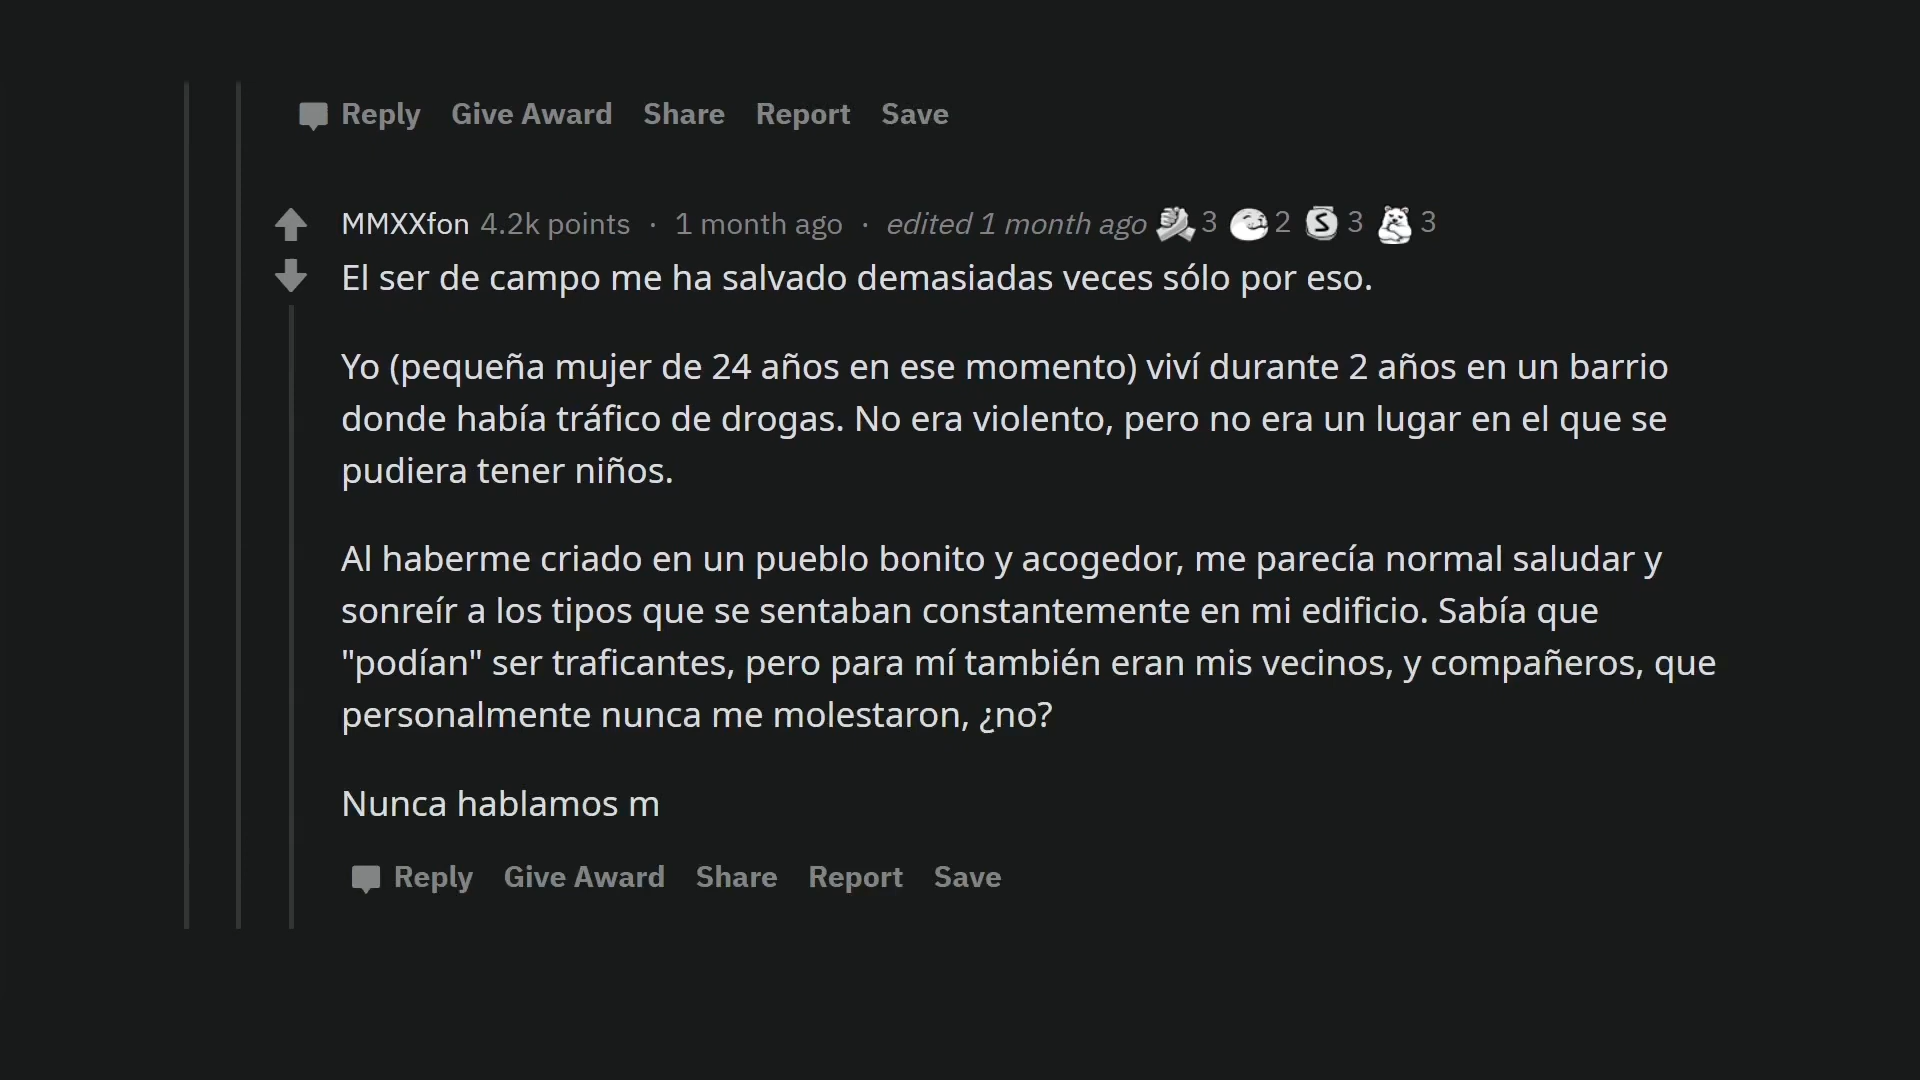 Reply Give Award Share Report Save
MMXXfon 4.2k points · 1 month ago · edited 1 month ago 3 2 S 3 3
El ser de campo me ha salvado demasiadas veces sólo por eso.
Yo (pequeña mujer de 24 años en ese momento) viví durante 2 años en un barrio
donde había tráfico de drogas. No era violento, pero no era un lugar en el que se
pudiera tener niños.
Al haberme criado en un pueblo bonito y acogedor, me parecía normal saludar y
sonreír a los tipos que se sentaban constantemente en mi edificio. Sabía que
"podían" ser traficantes, pero para mí también eran mis vecinos, y compañeros, que
personalmente nunca me molestaron, ¿no?
Nunca hablamos m
Reply Give Award Share Report Save